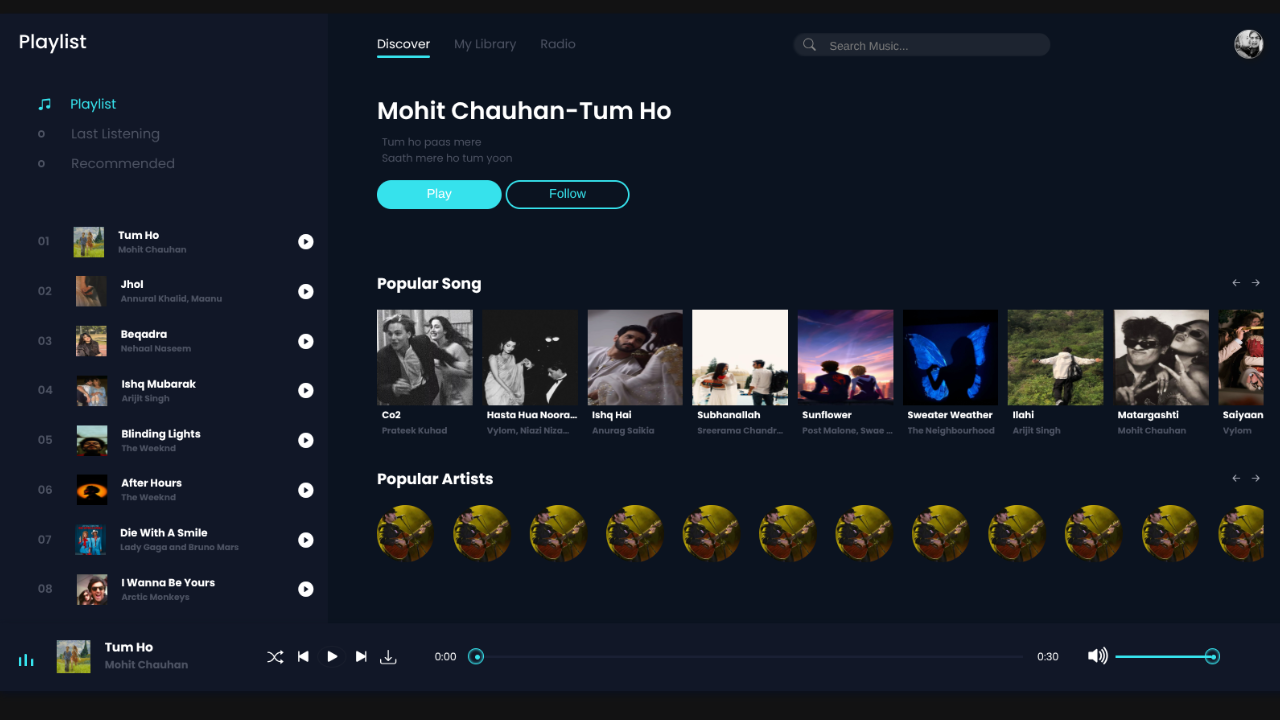 Playlist
Discover
My Library
Radio
Search Music...
Playlist
Last Listening
Recommended
Mohit Chauhan-Tum Ho
Tum ho paas mere
Saath mere ho tum yoon
Play
Follow
01
Tum Ho
Mohit Chauhan
02
Jhol
Annural Khalid, Maanu
03
Beqadra
Nehaal Naseem
04
Ishq Mubarak
Arijit Singh
05
Blinding Lights
The Weeknd
06
After Hours
The Weeknd
07
Die With A Smile
Lady Gaga and Bruno Mars
08
I Wanna Be Yours
Arctic Monkeys
Popular Song
Co2
Prateek Kuhad
Hasta Hua Noora...
Vylom, Niazi Niza...
Ishq Hai
Anurag Saikia
Subhanallah
Sreerama Chandr...
Sunflower
Post Malone, Swae ...
Sweater Weather
The Neighbourhood
Ilahi
Arijit Singh
Matargashti
Mohit Chauhan
Saiyaan
Vylom
Popular Artists
Tum Ho
Mohit Chauhan
0:00
0:30